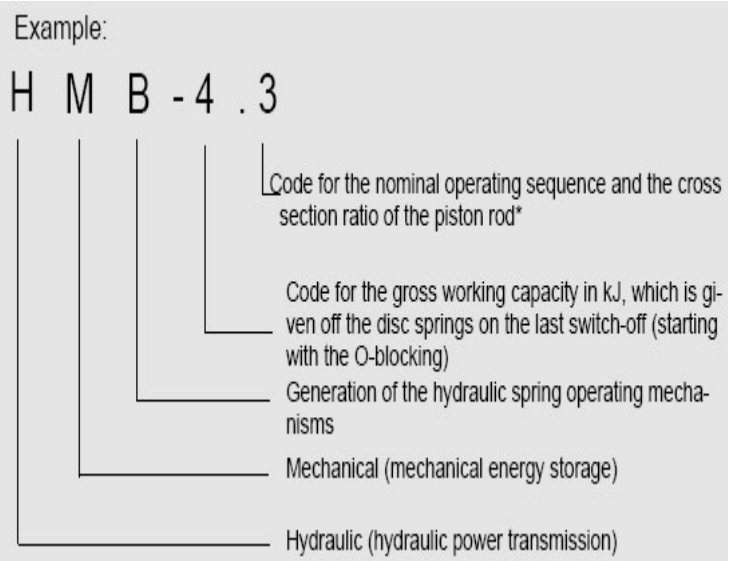 Example:
H M B - 4 . 3
Code for the nominal operating sequence and the cross
section ratio of the piston rod*
Code for the gross working capacity in kJ, which is gi-
ven off the disc springs on the last switch-off (starting
with the O-blocking)
Generation of the hydraulic spring operating mecha-
nisms
Mechanical (mechanical energy storage)
Hydraulic (hydraulic power transmission)